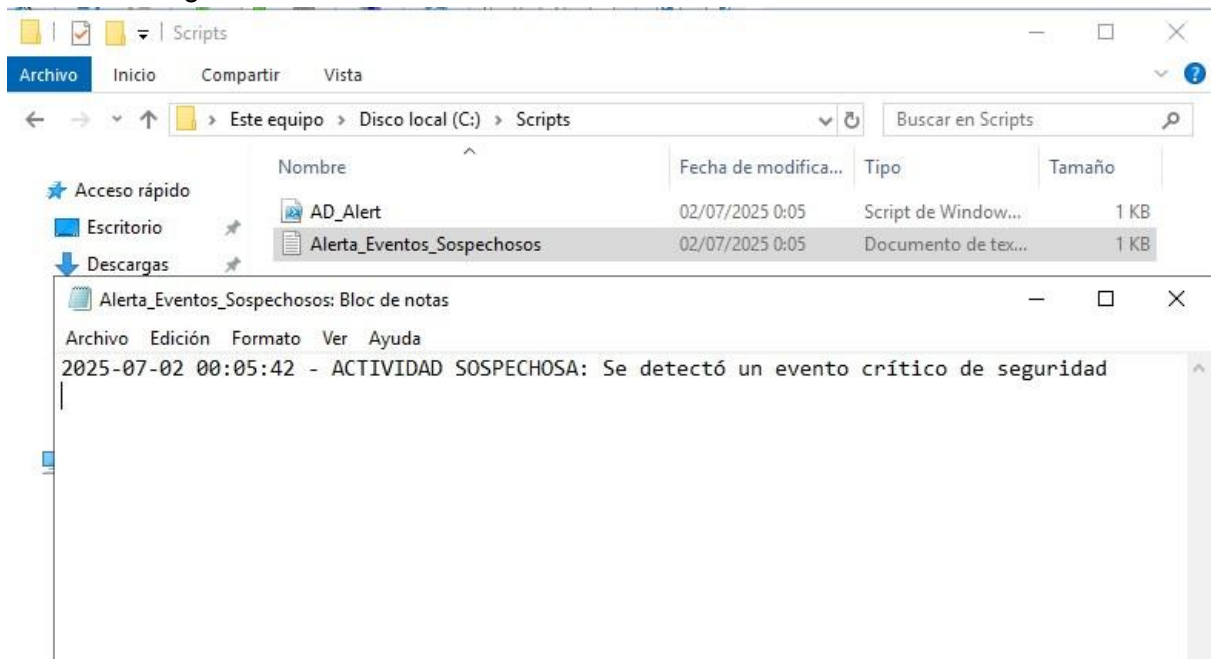 Scripts
Archivo Inicio Compartir Vista
Este equipo > Disco local (C:) > Scripts
Buscar en Scripts
Nombre Fecha de modifica... Tipo Tamaño
Acceso rápido
AD_Alert 02/07/2025 0:05 Script de Window... 1 KB
Escritorio
Alerta_Eventos_Sospechosos 02/07/2025 0:05 Documento de tex... 1 KB
Descargas
Alerta_Eventos_Sospechosos: Bloc de notas
Archivo Edición Formato Ver Ayuda
2025-07-02 00:05:42 - ACTIVIDAD SOSPECHOSA: Se detectó un evento crítico de seguridad